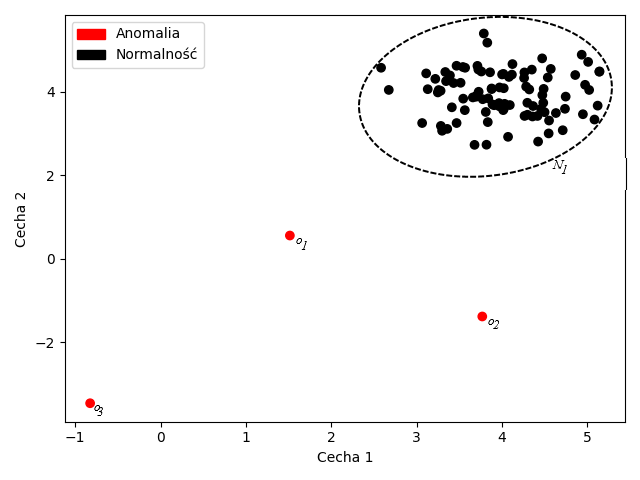 Anomalia
Normalność
N1
4
2
0
−2
Cecha 2
o1
o2
o3
−1
0
1
2
3
4
5
Cecha 1